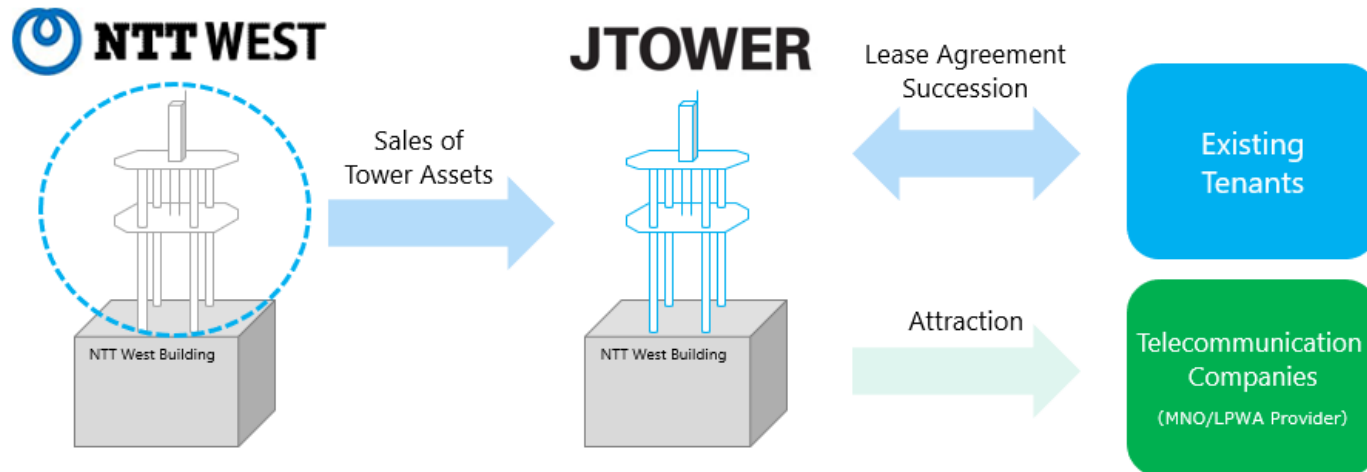 NTT WEST
JTOWER
Lease Agreement
Succession
Sales of
Tower Assets
Existing
Tenants
NTT West Building
NTT West Building
Attraction
Telecommunication
Companies
(MNO/LPWA Provider)